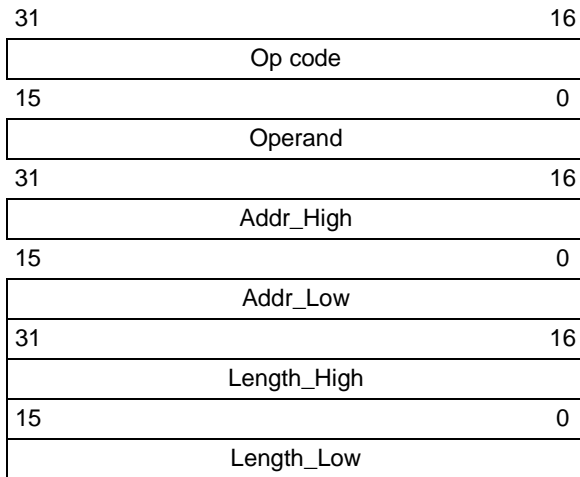 31 16
Op code
15 0
Operand
31 16
Addr_High
15 0
Addr_Low
31 16
Length_High
15 0
Length_Low